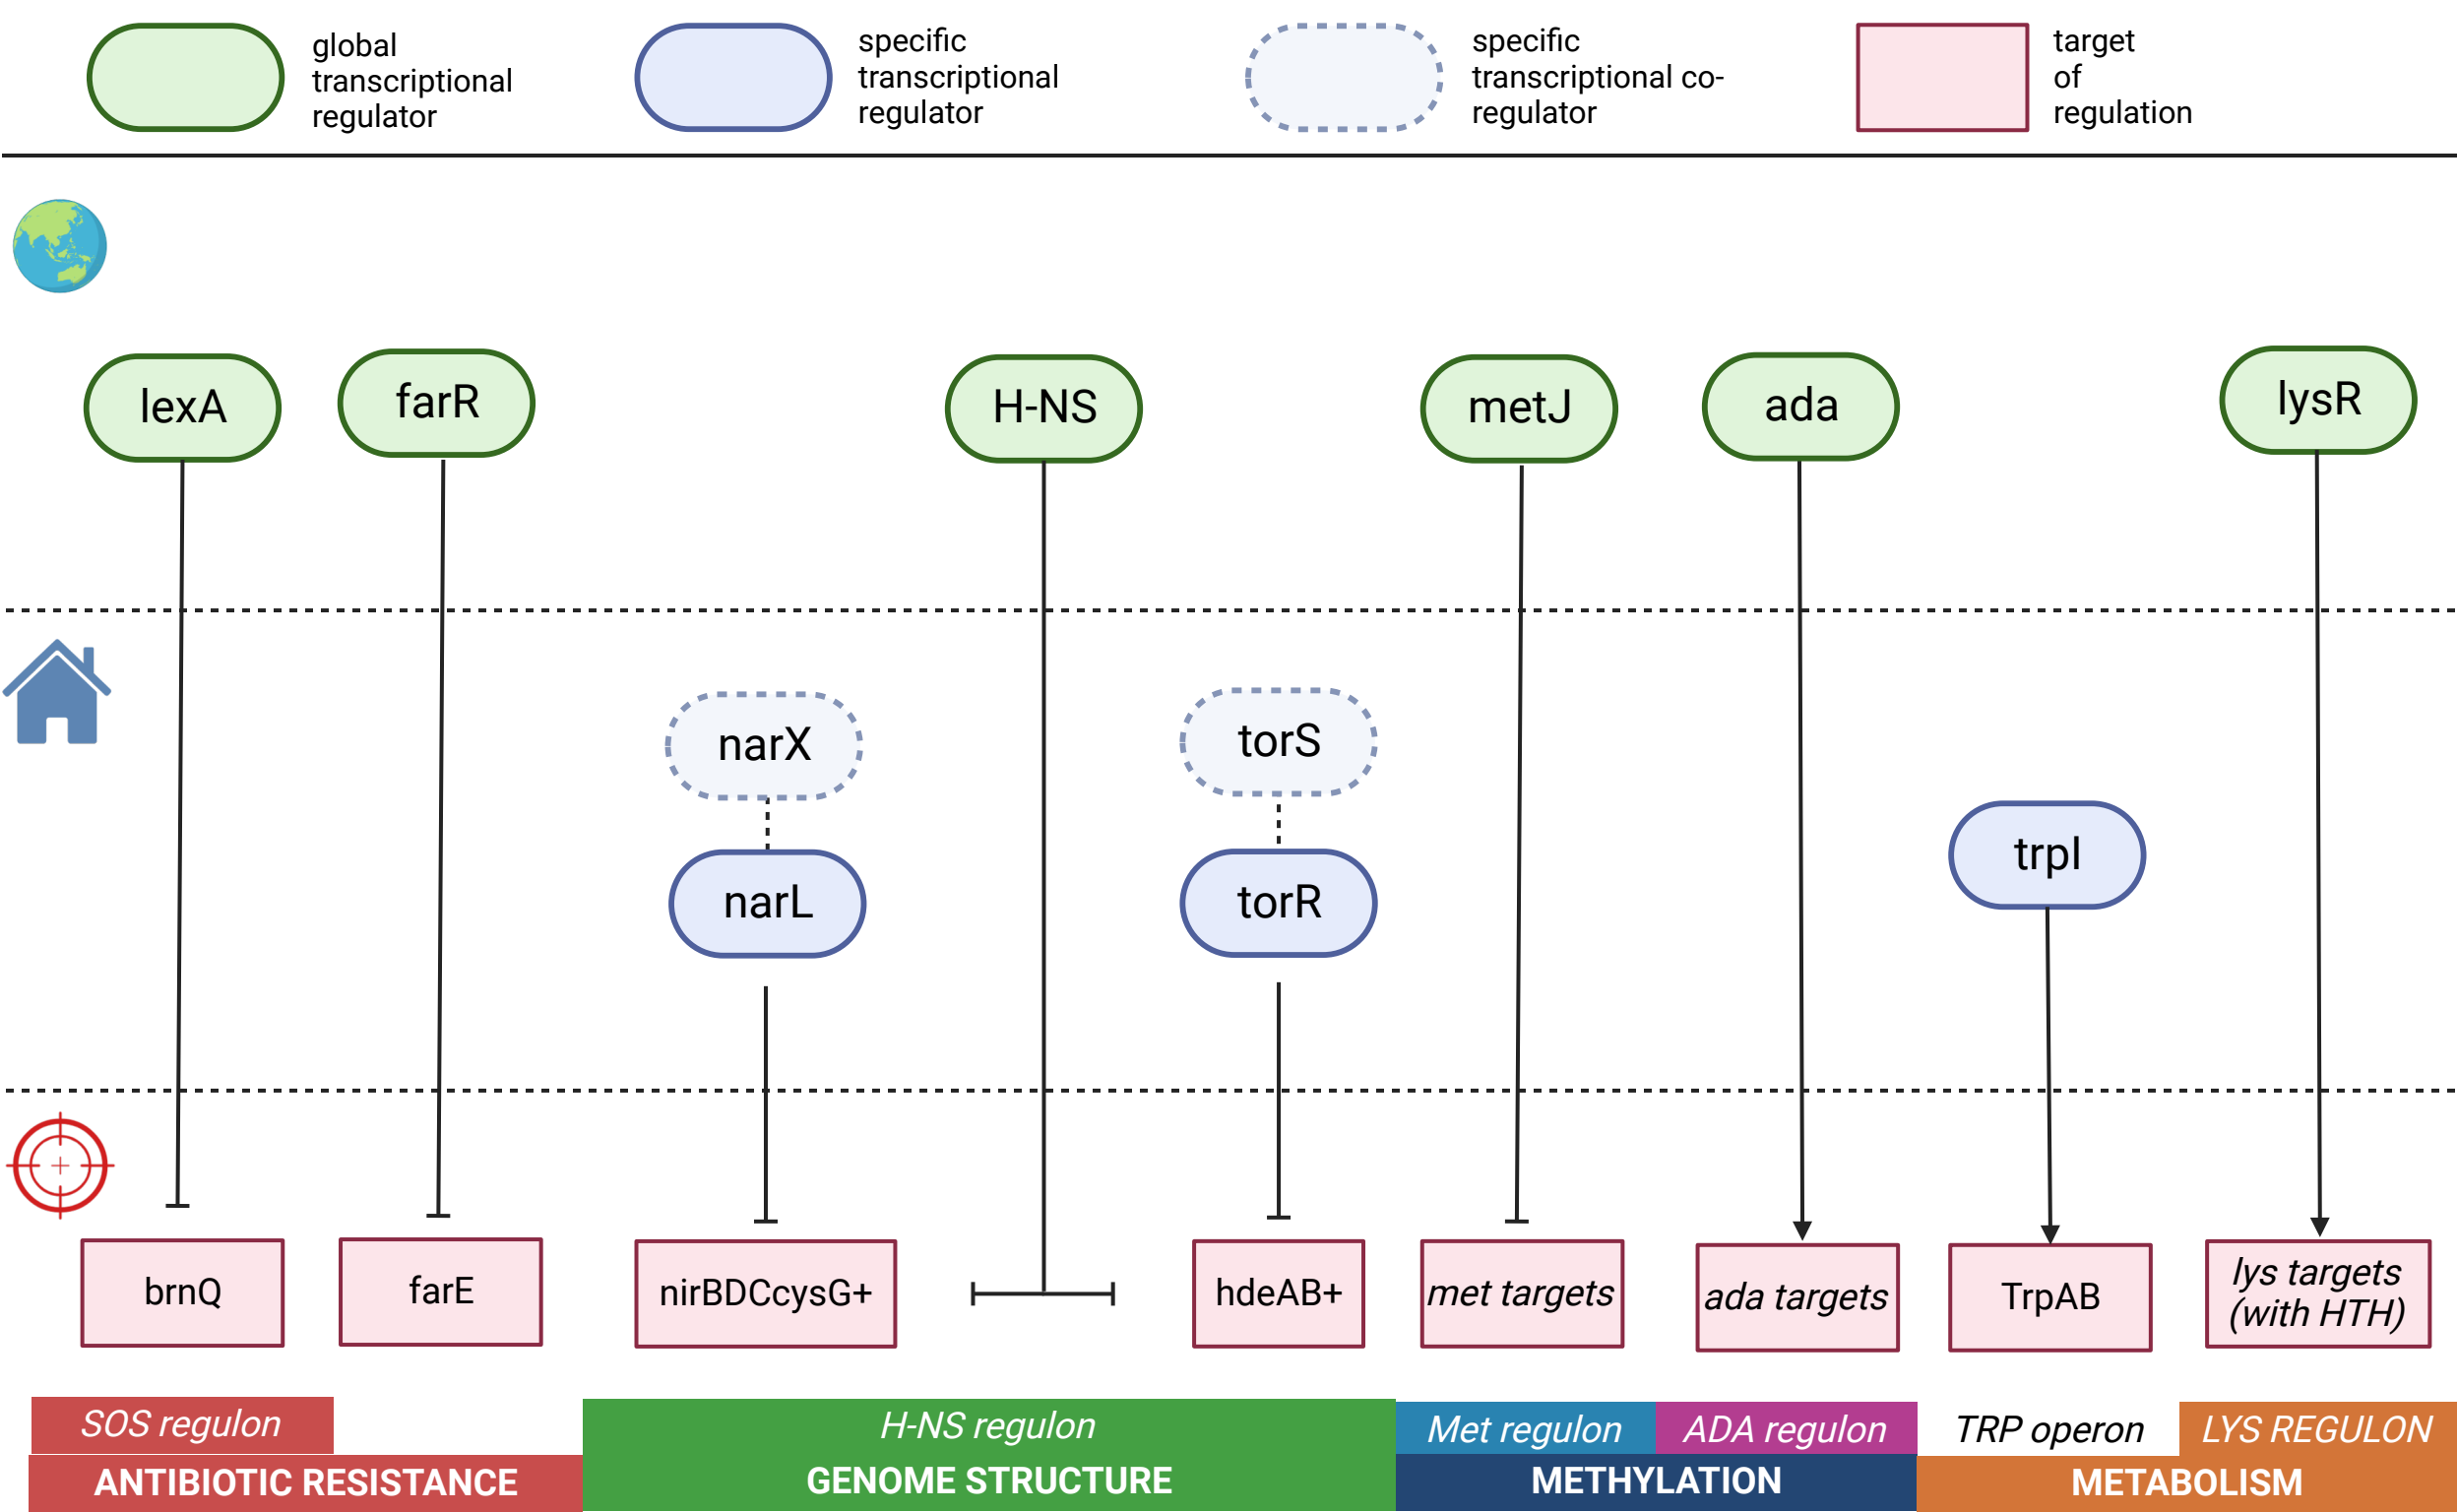 global
transcriptional
regulator
specific
transcriptional
regulator
specific
transcriptional co-
regulator
target
of
regulation
lexA
farR
H-NS
metJ
ada
lysR
narX
torS
narL
torR
trpI
brnQ
farE
nirBDCcysG+
hdeAB+
met targets
ada targets
TrpAB
lys targets
(with HTH)
SOS regulon
H-NS regulon
Met regulon
ADA regulon
TRP operon
LYS REGULON
ANTIBIOTIC RESISTANCE
GENOME STRUCTURE
METHYLATION
METABOLISM